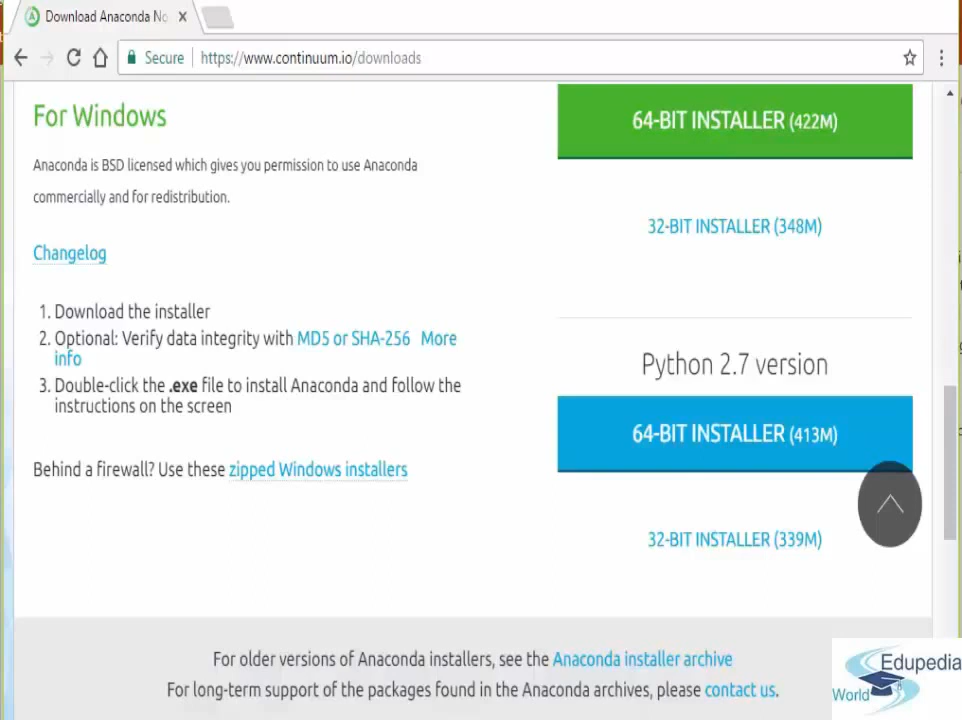 Download Anaconda No
Secure https://www.continuum.io/downloads
For Windows
Anaconda is BSD licensed which gives you permission to use Anaconda
commercially and for redistribution.
Changelog
1. Download the installer
2. Optional: Verify data integrity with MD5 or SHA-256 More
info
3. Double-click the .exe file to install Anaconda and follow the
instructions on the screen
Behind a firewall? Use these zipped Windows installers
64-BIT INSTALLER (422M)
32-BIT INSTALLER (348M)
Python 2.7 version
64-BIT INSTALLER (413M)
32-BIT INSTALLER (339M)
For older versions of Anaconda installers, see the Anaconda installer archive
For long-term support of the packages found in the Anaconda archives, please contact us.
Edupedia
World